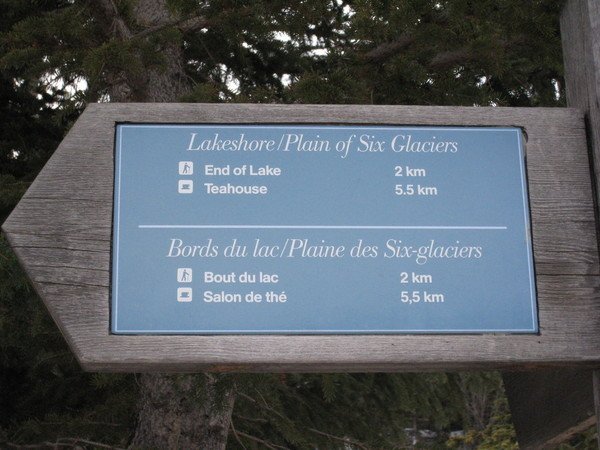 Lakeshore/Plain of Six Glaciers
End of Lake 2 km
Teahouse 5.5 km
Bords du lac/Plaine des Six-glaciers
Bout du lac 2 km
Salon de thé 5,5 km